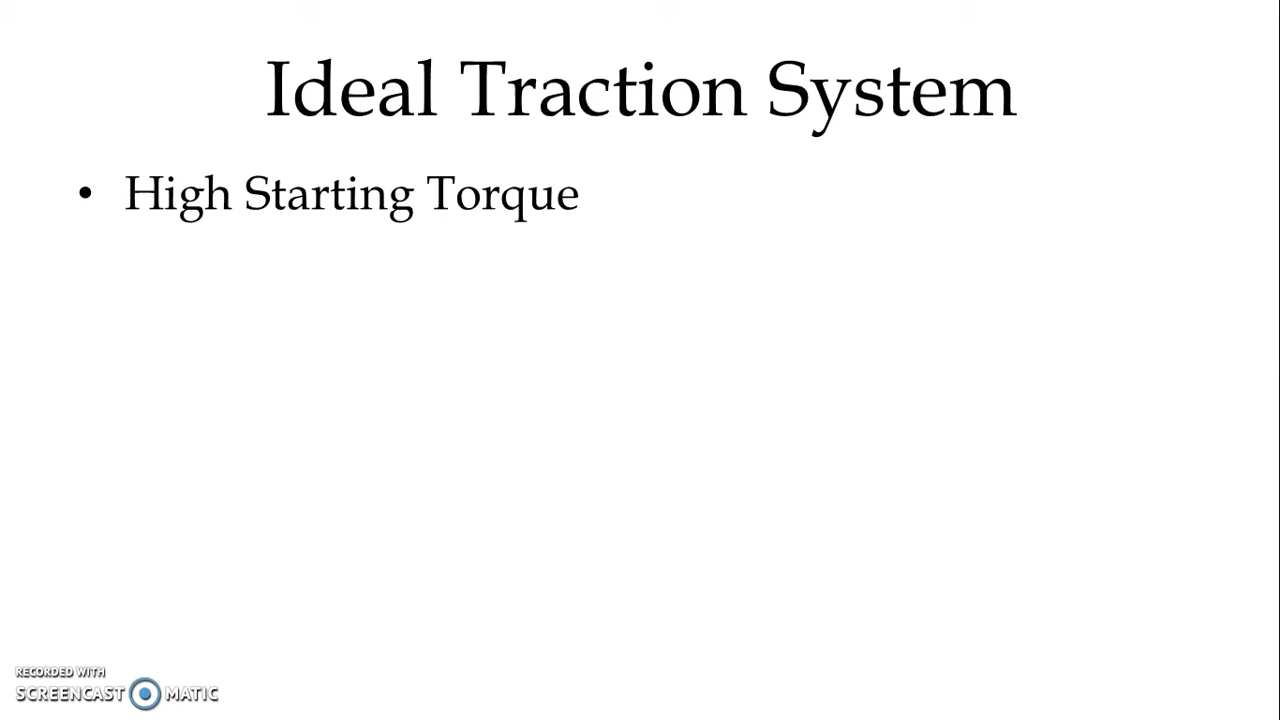 Ideal Traction System
• High Starting Torque
RECORDED WITH
SCREENCAST MATIC